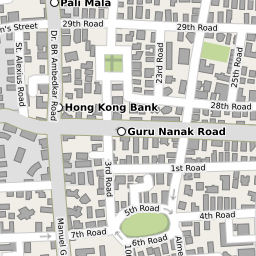 Pali Mala
n's Street
29th Road
29th Road
St. Alexius Road
Dr. BR Ambedkar Road
23rd Road
25th Road
Hong Kong Bank
28th Road
Guru Nanak Road
3rd Road
1st Road
5th Road
4th Road
Manuel G
7th Road
6th Road
Alme